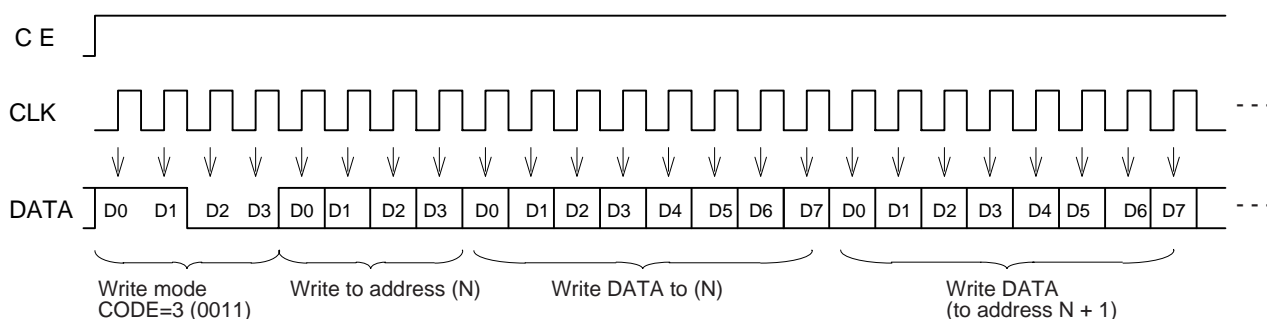 C E
CLK
- - -
DATA D0 D1 D2 D3 D0 D1 D2 D3 D0 D1 D2 D3 D4 D5 D6 D7 D0 D1 D2 D3 D4 D5 D6 D7 - - -
Write mode
CODE=3 (0011)
Write to address (N)
Write DATA to (N)
Write DATA
(to address N + 1)